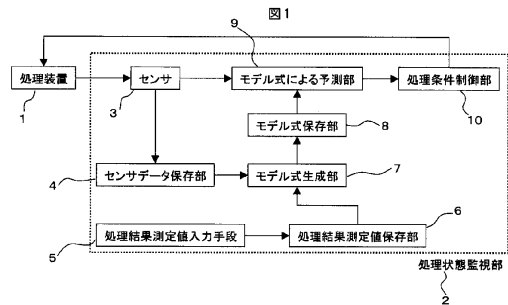 図1
9
処理装置
センサ
モデル式による予測部
処理条件制御部
1
3
10
モデル式保存部
8
センサデータ保存部
モデル式生成部
4
7
6
処理結果測定値入力手段
処理結果測定値保存部
5
処理状態監視部
2